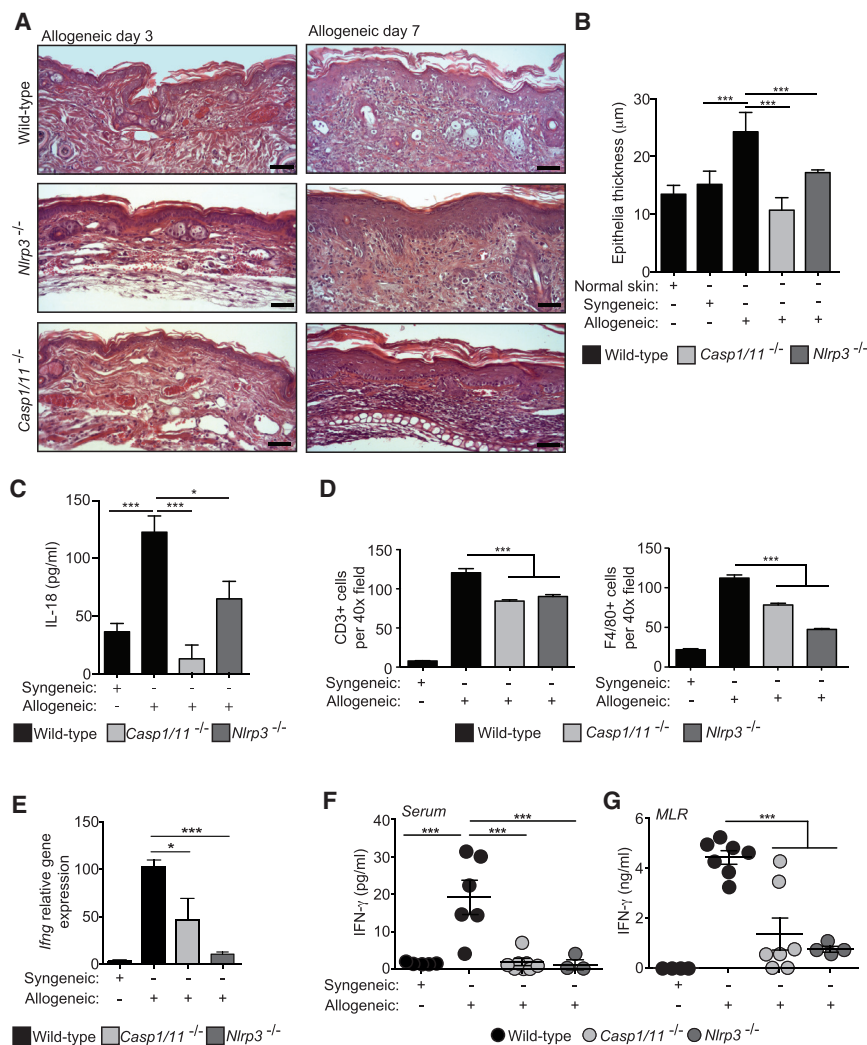 A
Allogeneic day 3
Allogeneic day 7
Wild-type
Nlrp3 -/-
Casp1/11 -/-
B
Epithelia thickness (μm)
30
20
10
0
***
***
***
Normal skin: + - - - -
Syngeneic: - + - - -
Allogeneic: - - + + +
Wild-type Casp1/11 -/- Nlrp3 -/-
C
IL-18 (pg/ml)
150
100
50
0
***
***
*
Syngeneic: + - - -
Allogeneic: - + + +
Wild-type Casp1/11 -/- Nlrp3 -/-
D
CD3+ cells
per 40x field
150
100
50
0
***
F4/80+ cells
per 40x field
150
100
50
0
***
Syngeneic: + - - - + - - -
Allogeneic: - + + + - + + +
Wild-type Casp1/11 -/- Nlrp3 -/-
E
Ifng relative gene
expression
150
100
50
0
***
*
Syngeneic: + - - -
Allogeneic: - + + +
Wild-type Casp1/11 -/- Nlrp3 -/-
F
Serum
IFN-γ (pg/ml)
40
30
20
10
0
***
***
***
G
MLR
IFN-γ (ng/ml)
6
4
2
0
***
Syngeneic: + - - - + - - -
Allogeneic: - + + + - + + +
Wild-type Casp1/11 -/- Nlrp3 -/-